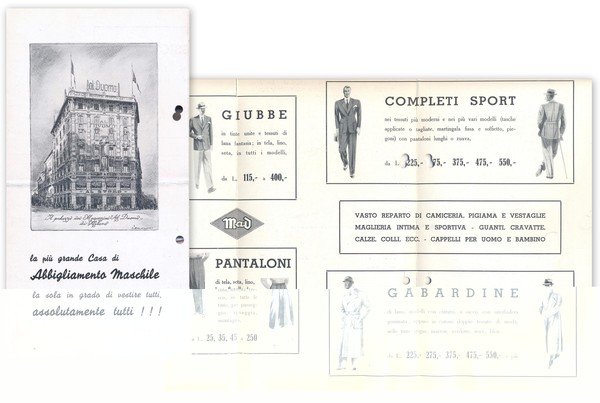 al Duomo
Il palazzo dei Magazzini "Al Duomo"
la più grande Casa di
Abbigliamento Maschile
la sola in grado di vestire tutti,
assolutamente tutti ! ! !
GIUBBE
in tinte unite e tessuti di
lana fantasia; in tela, lino,
seta, in tutti i modelli,
da L. 115,- a 400,-
MaD
PANTALONI
di tela, seta, lino,
da L. 25, 35, 45 a 250
COMPLETI SPORT
nei tessuti più moderni e nei più vari modelli (tasche
applicate o tagliate, martingala fissa e soffietto, pie-
goni) con pantaloni lunghi o zuava,
da L. 225,- 275,- 375,- 475,- 550,-
VASTO REPARTO DI CAMICERIA, PIGIAMA E VESTAGLIE
MAGLIERIA INTIMA E SPORTIVA - GUANTI, CRAVATTE,
CALZE, COLLI, ECC. - CAPPELLI PER UOMO E BAMBINO
GABARDINE
da L. 225,- 275,- 375,- 475,- 550,- e più